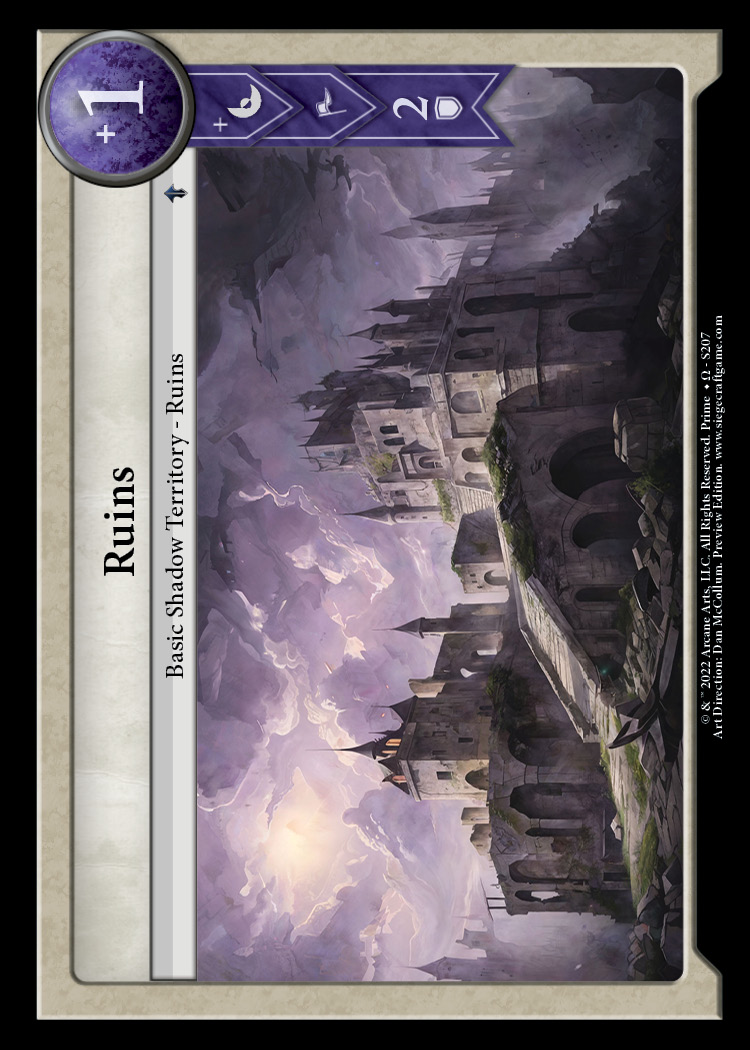 +1
+
2
Ruins
Basic Shadow Territory - Ruins
© & ™ 2022 Arcane Arts, LLC. All Rights Reserved. Prime ♦ Ω - S207
Art Direction: Dan McCollum. Preview Edition. www.siegecraftgame.com